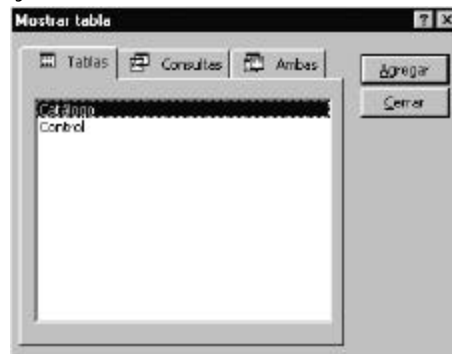 Mostrar tabla
Tablas Consultas Ambas
Agregar
Cerrar
Catálogo
Control